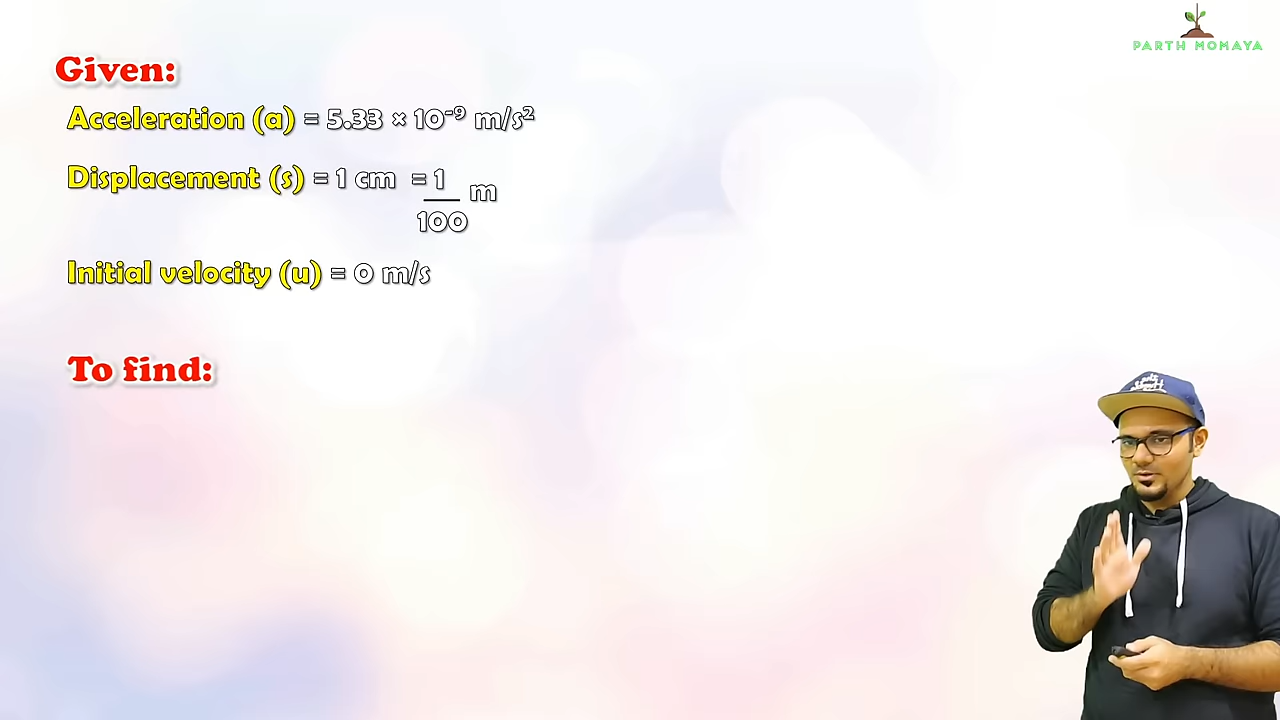 PARTH MOMAYA
Given:
Acceleration (a) = 5.33 × 10⁻⁹ m/s²
Displacement (s) = 1 cm = 1 m
100
Initial velocity (u) = 0 m/s
To find: